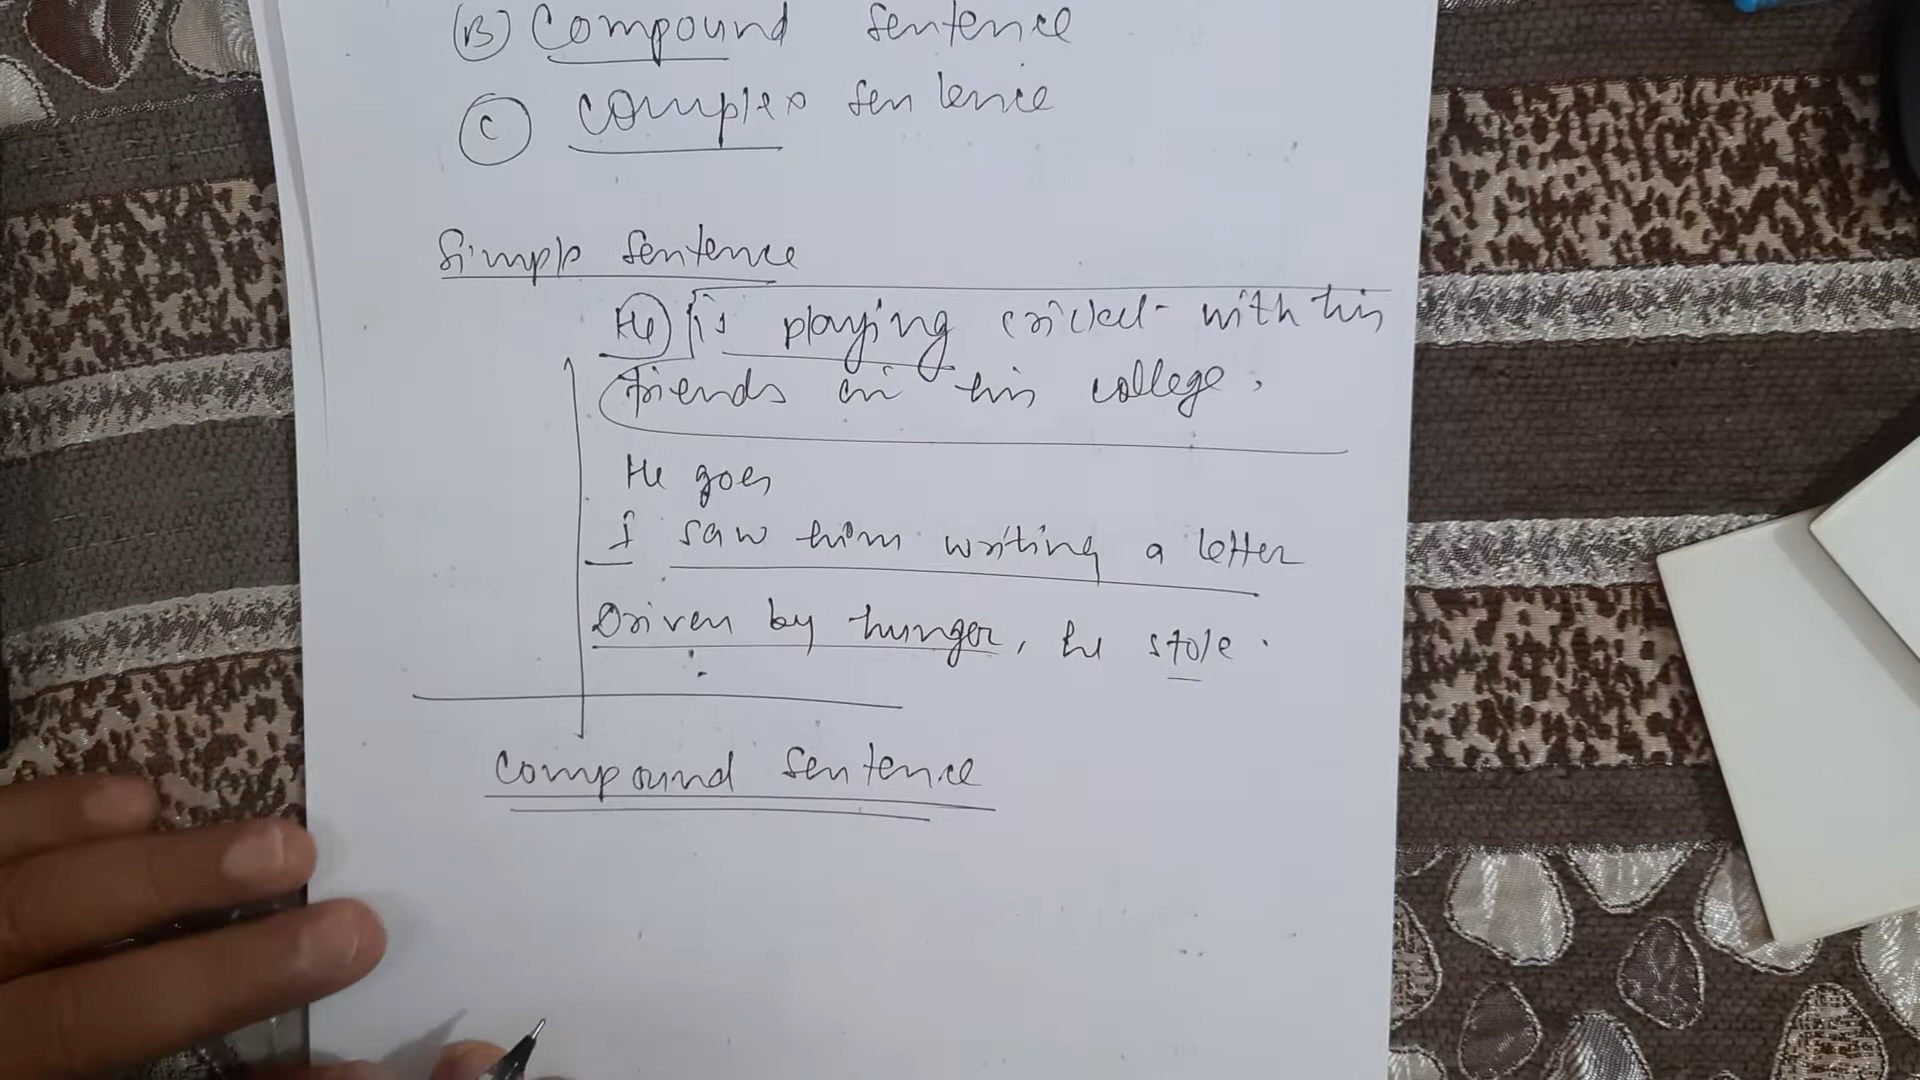 (B) Compound sentence
(C) complex sentence
Simple sentence
He is playing cricket with his
friends in his college.
He goes
I saw him writing a letter
Driven by hunger, he stole.
compound sentence